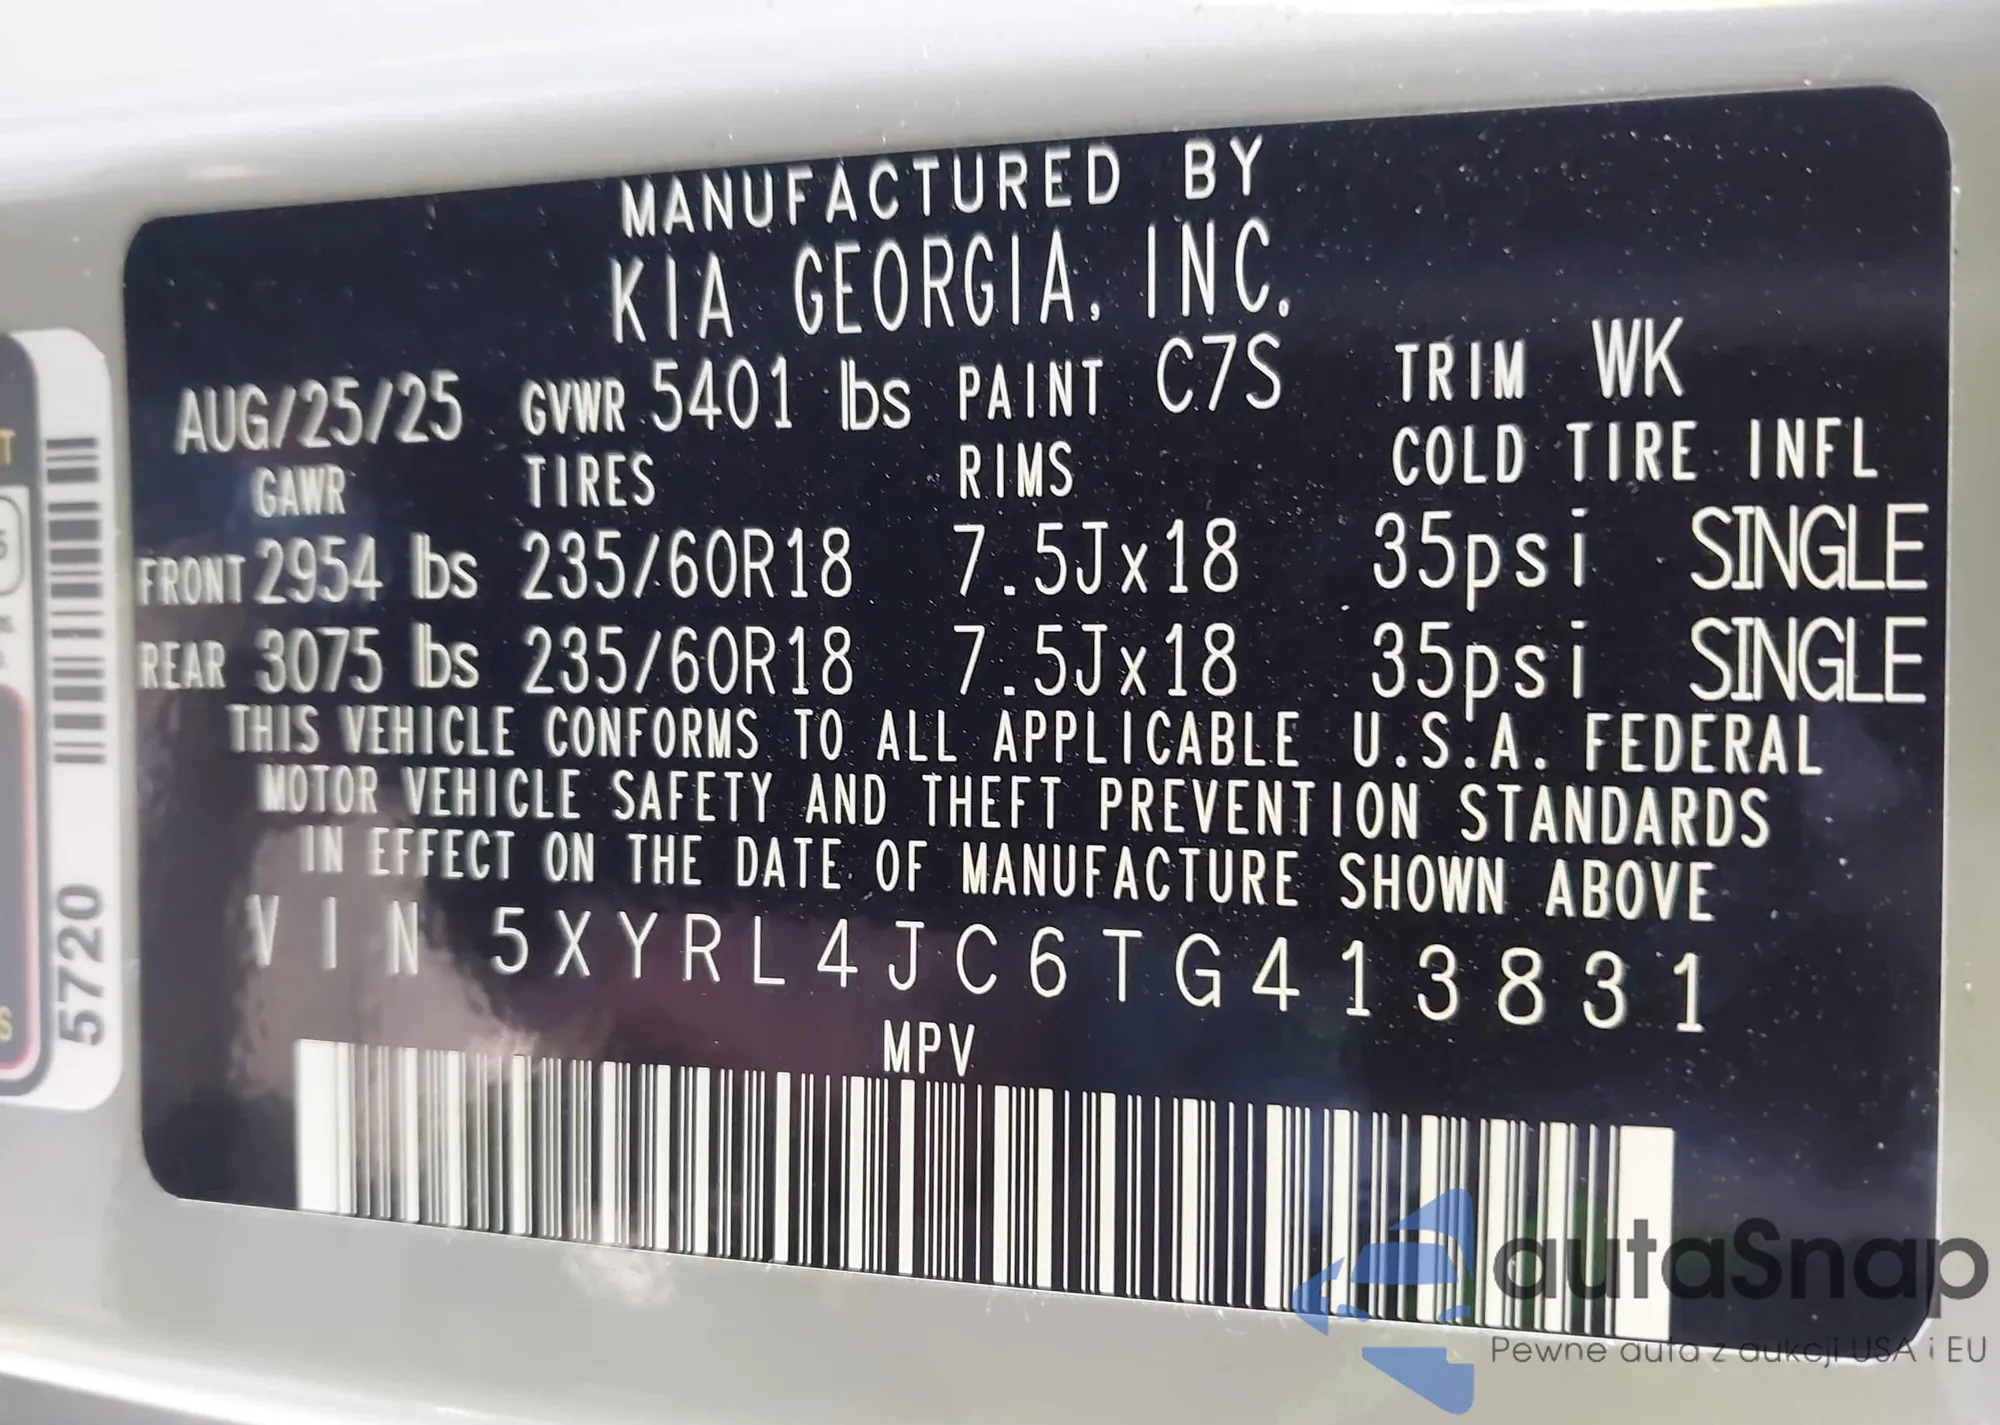 MANUFACTURED BY
KIA GEORGIA, INC.
AUG/25/25 GVWR 5401 lbs PAINT C7S TRIM WK
GAWR TIRES RIMS COLD TIRE INFL
FRONT 2954 lbs 235/60R18 7.5Jx18 35psi SINGLE
REAR 3075 lbs 235/60R18 7.5Jx18 35psi SINGLE
THIS VEHICLE CONFORMS TO ALL APPLICABLE U.S.A. FEDERAL
MOTOR VEHICLE SAFETY AND THEFT PREVENTION STANDARDS
IN EFFECT ON THE DATE OF MANUFACTURE SHOWN ABOVE
VIN 5XYRL4JC6TG413831
MPV
5720
autaSnap
Pewne auta z aukcji USA i EU